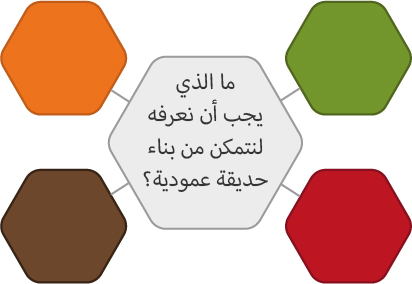 ما الذي
يجب أن نعرفه
لنتمكن من بناء
حديقة عمودية؟